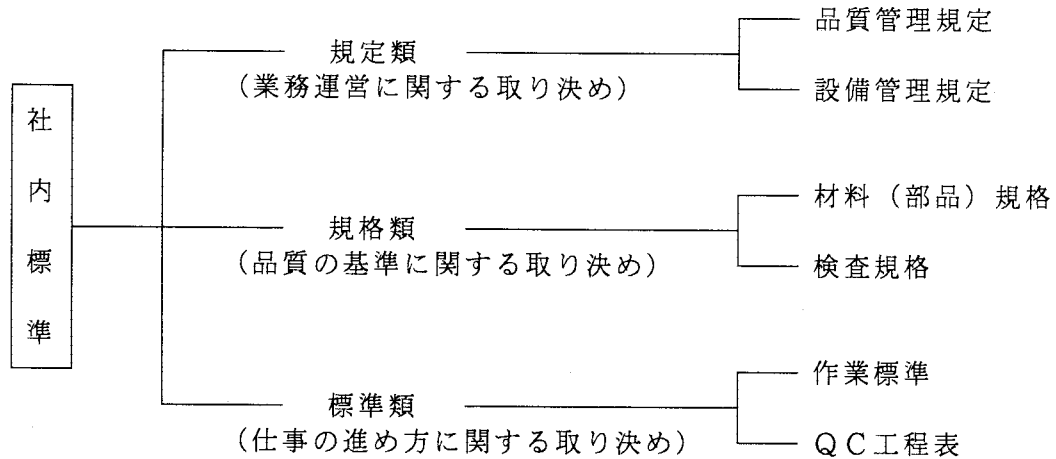 社内標準
規定類
(業務運営に関する取り決め)
品質管理規定
設備管理規定
規格類
(品質の基準に関する取り決め)
材料(部品)規格
検査規格
標準類
(仕事の進め方に関する取り決め)
作業標準
QC工程表